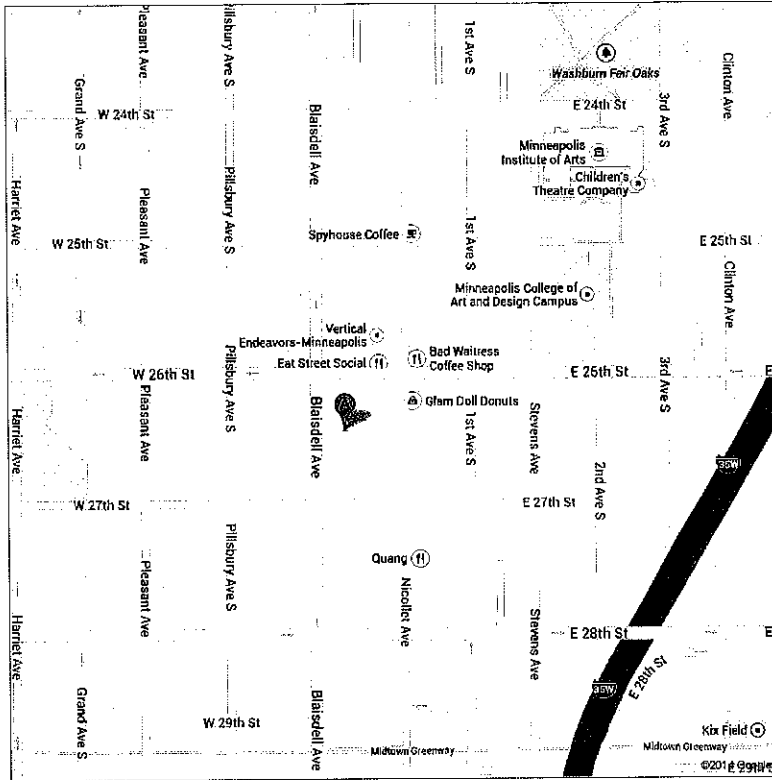 Pleasant Ave
Pillsbury Ave S
1st Ave S
Washburn Fair Oaks
Clinton Ave
Grand Ave S
W 24th St
Blaisdell Ave
E 24th St
3rd Ave S
Minneapolis
Institute of Arts
Children's
Theatre Company
Harriet Ave
Pleasant Ave
Pillsbury Ave S
1st Ave S
W 25th St
Spyhouse Coffee
E 25th St
Clinton Ave
Minneapolis College of
Art and Design Campus
Vertical
Endeavors-Minneapolis
Eat Street Social
Bad Waitress
Coffee Shop
W 26th St
Pillsbury Ave S
E 26th St
3rd Ave S
Pleasant Ave
Blaisdell Ave
A
Glam Doll Donuts
Harriet Ave
1st Ave S
Stevens Ave
2nd Ave S
35W
W 27th St
E 27th St
Pillsbury Ave S
Quang
Pleasant Ave
Nicollet Ave
Harriet Ave
Stevens Ave
E 28th St
E
E 28th St
35W
Grand Ave S
W 29th St
Blaisdell Ave
Kix Field
Midtown Greenway
Midtown Greenway
E 29th St